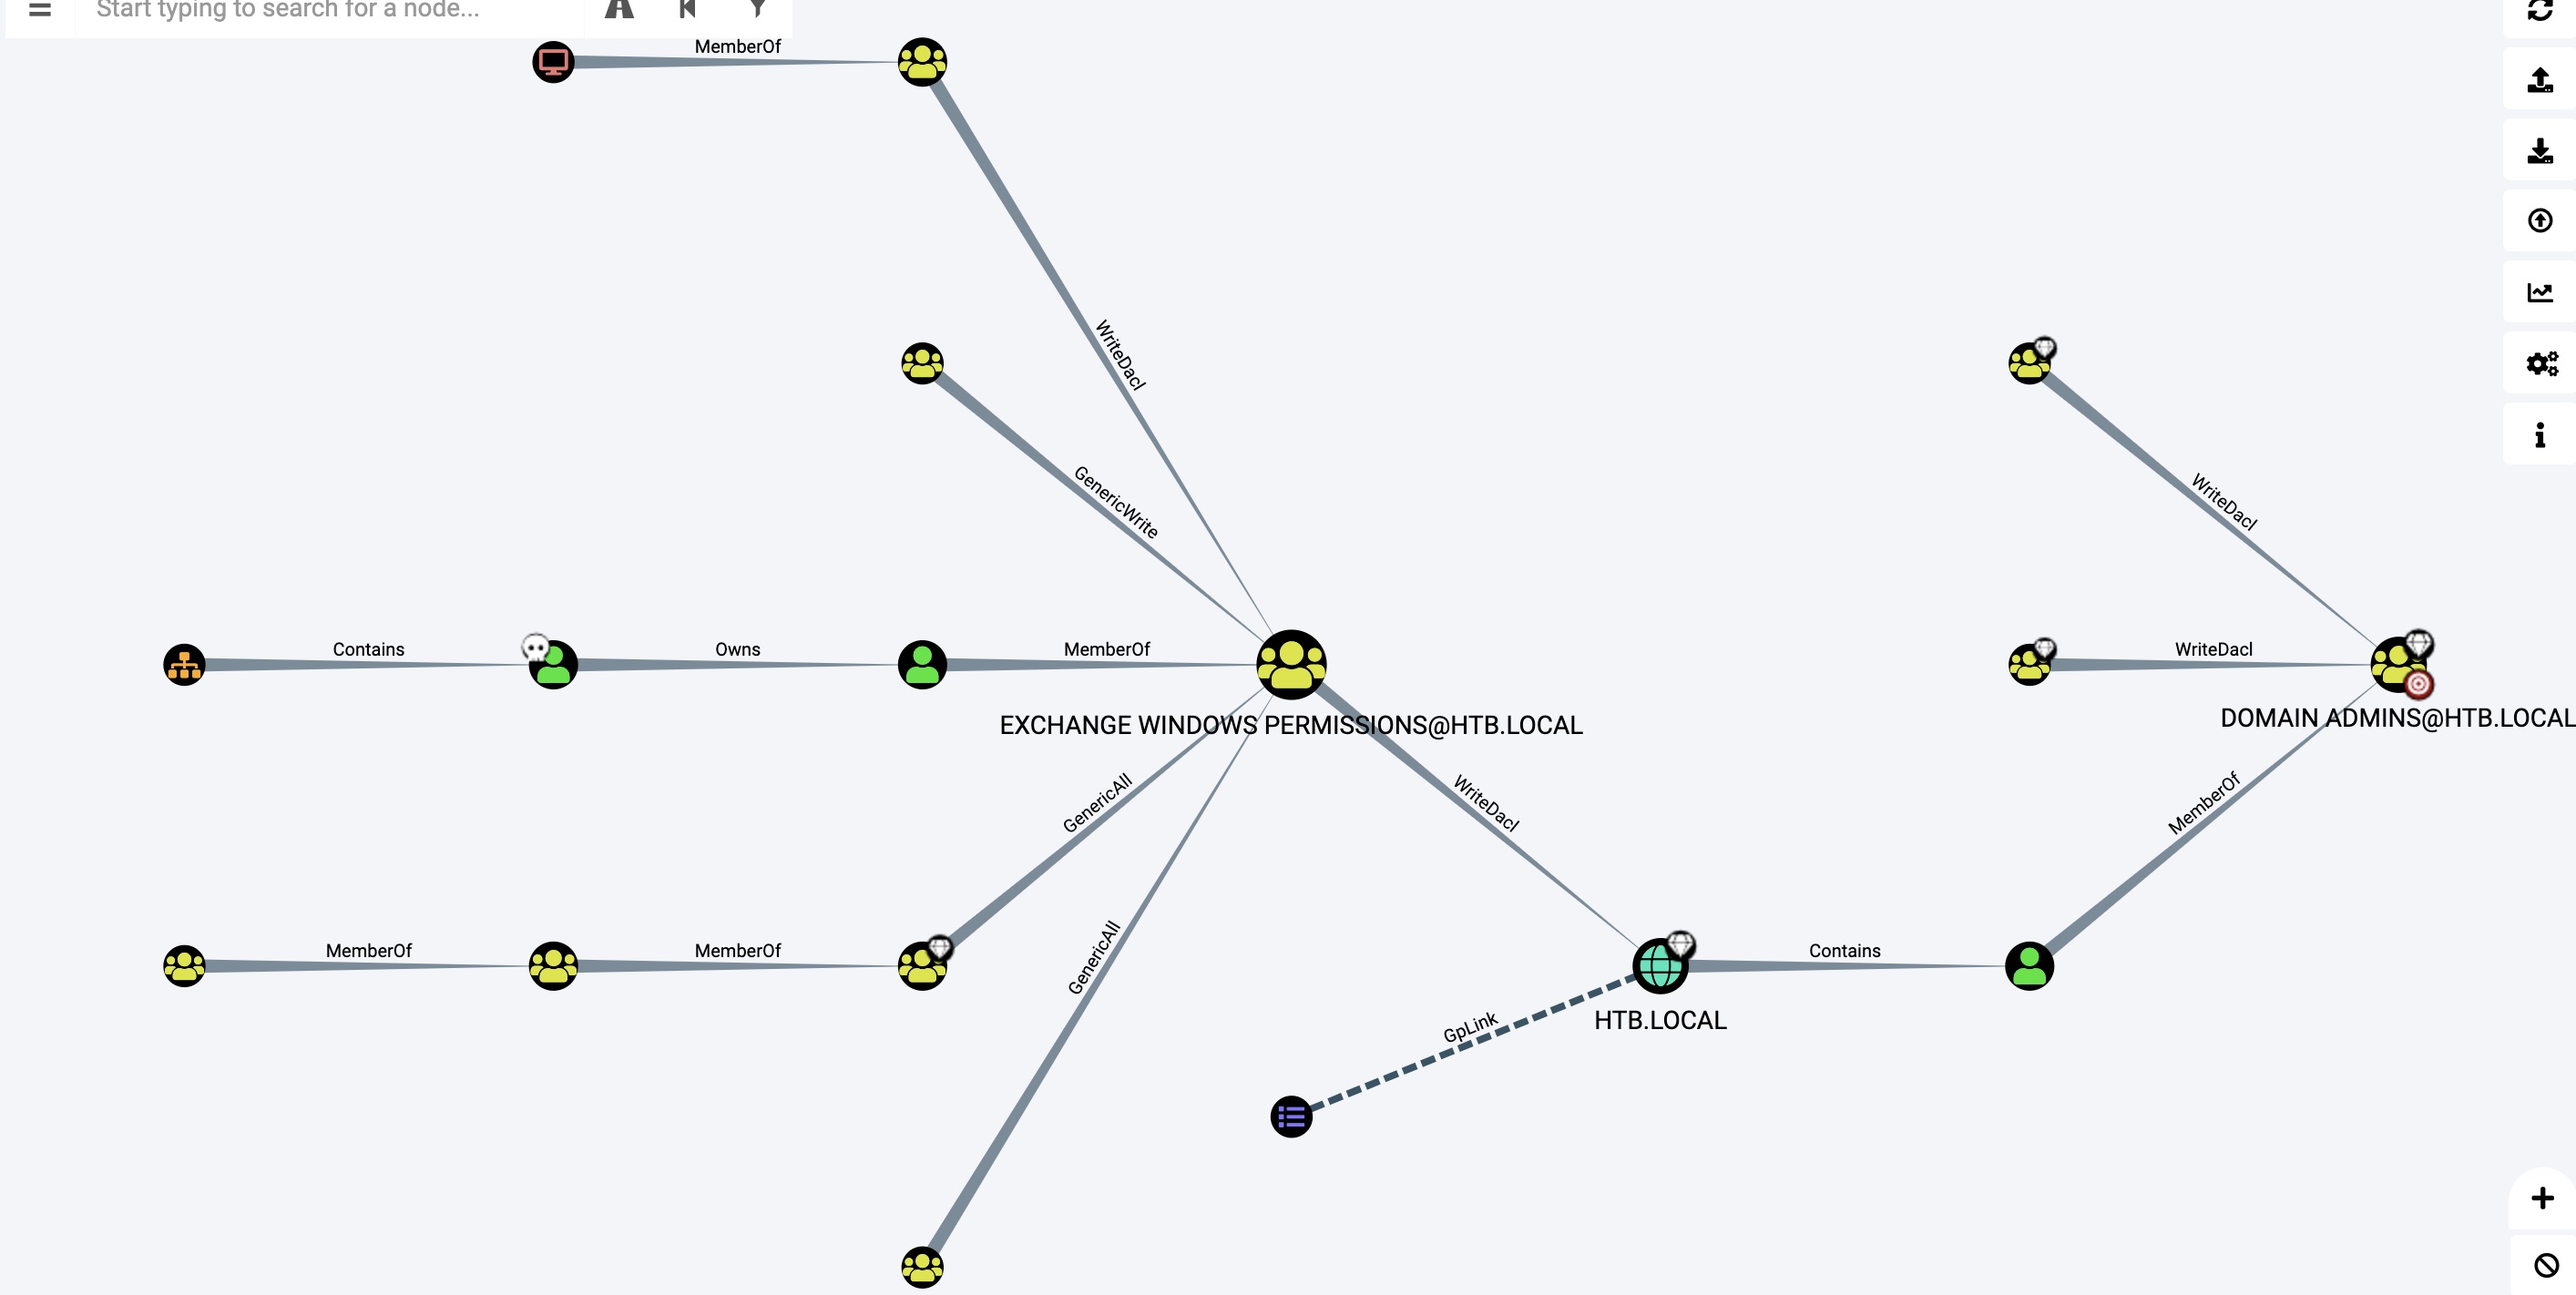 Start typing to search for a node...
MemberOf
WriteDacl
GenericWrite
WriteDacl
Contains
Owns
MemberOf
WriteDacl
EXCHANGE WINDOWS PERMISSIONS@HTB.LOCAL
DOMAIN ADMINS@HTB.LOCAL
GenericAll
WriteDacl
MemberOf
MemberOf
MemberOf
GenericAll
Contains
GpLink
HTB.LOCAL